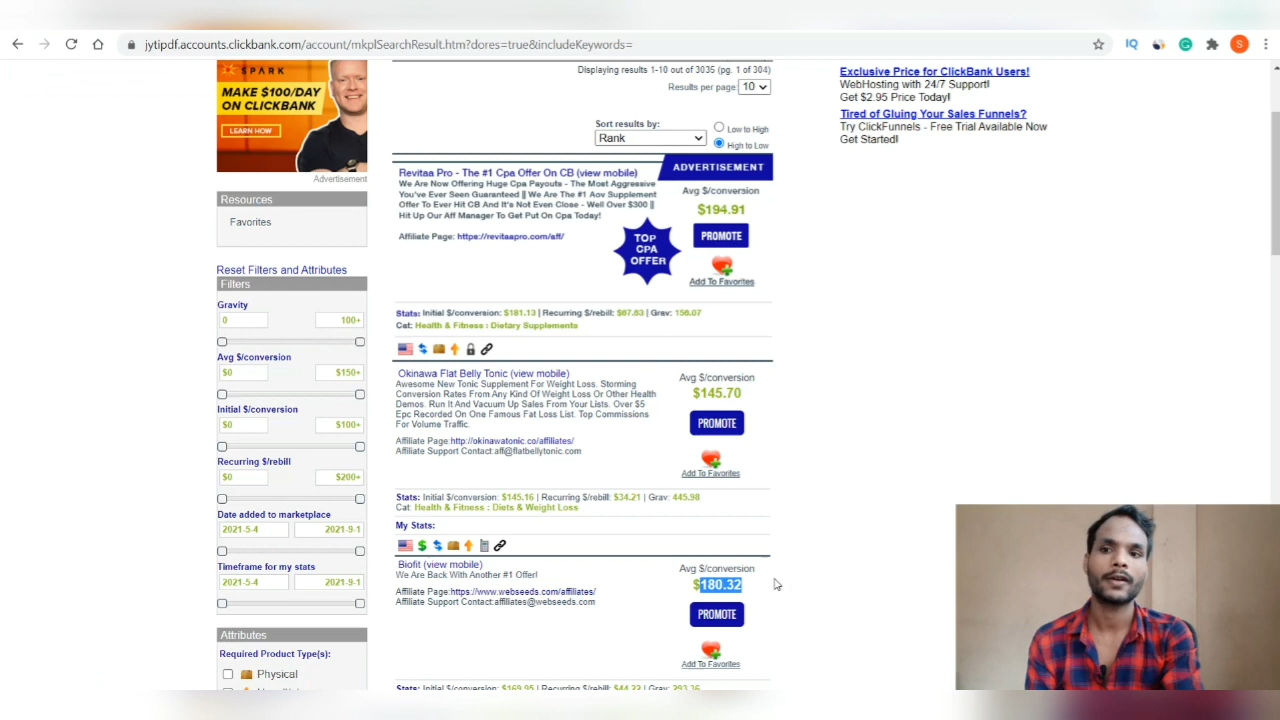 jytipdf.accounts.clickbank.com/account/mkplSearchResult.htm?dores=true&includeKeywords=
IQ
S
SPARK
MAKE $100/DAY
ON CLICKBANK
LEARN HOW
Advertisement
Resources
Favorites
Reset Filters and Attributes
Filters
Gravity
0 100+
Avg $/conversion
$0 $150+
Initial $/conversion
$0 $100+
Recurring $/rebill
$0 $200+
Date added to marketplace
2021-5-4 2021-9-1
Timeframe for my stats
2021-5-4 2021-9-1
Attributes
Required Product Type(s):
Physical
Displaying results 1-10 out of 3035 (pg. 1 of 304)
Results per page: 10
Sort results by:
Rank
Low to High
High to Low
ADVERTISEMENT
Revitaa Pro - The #1 Cpa Offer On CB (view mobile)
We Are Now Offering Huge Cpa Payouts - The Most Aggressive
You've Ever Seen Guaranteed || We Are The #1 Aov Supplement
Offer To Ever Hit CB And It's Not Even Close - Well Over $300 ||
Hit Up Our Aff Manager To Get Put On Cpa Today!
Affiliate Page: https://revitaapro.com/aff/
TOP
CPA
OFFER
Avg $/conversion
$194.91
PROMOTE
Add To Favorites
Stats: Initial $/conversion: $181.13 | Recurring $/rebill: $67.63 | Grav: 156.07
Cat: Health & Fitness : Dietary Supplements
Okinawa Flat Belly Tonic (view mobile)
Awesome New Tonic Supplement For Weight Loss. Storming
Conversion Rates From Any Kind Of Weight Loss Or Other Health
Demos. Run It And Vacuum Up Sales From Your Lists. Over $5
Epc Recorded On One Famous Fat Loss List. Top Commissions
For Volume Traffic.
Affiliate Page:http://okinawatonic.co/affiliates/
Affiliate Support Contact:aff@flatbellytonic.com
Avg $/conversion
$145.70
PROMOTE
Add To Favorites
Stats: Initial $/conversion: $145.16 | Recurring $/rebill: $34.21 | Grav: 445.98
Cat: Health & Fitness : Diets & Weight Loss
My Stats:
Biofit (view mobile)
We Are Back With Another #1 Offer!
Affiliate Page:https://www.webseeds.com/affiliates/
Affiliate Support Contact:affiliates@webseeds.com
Avg $/conversion
$180.32
PROMOTE
Add To Favorites
Stats: Initial $/conversion: $169.95 | Recurring $/rebill:
Exclusive Price for ClickBank Users!
WebHosting with 24/7 Support!
Get $2.95 Price Today!
Tired of Gluing Your Sales Funnels?
Try ClickFunnels - Free Trial Available Now
Get Started!